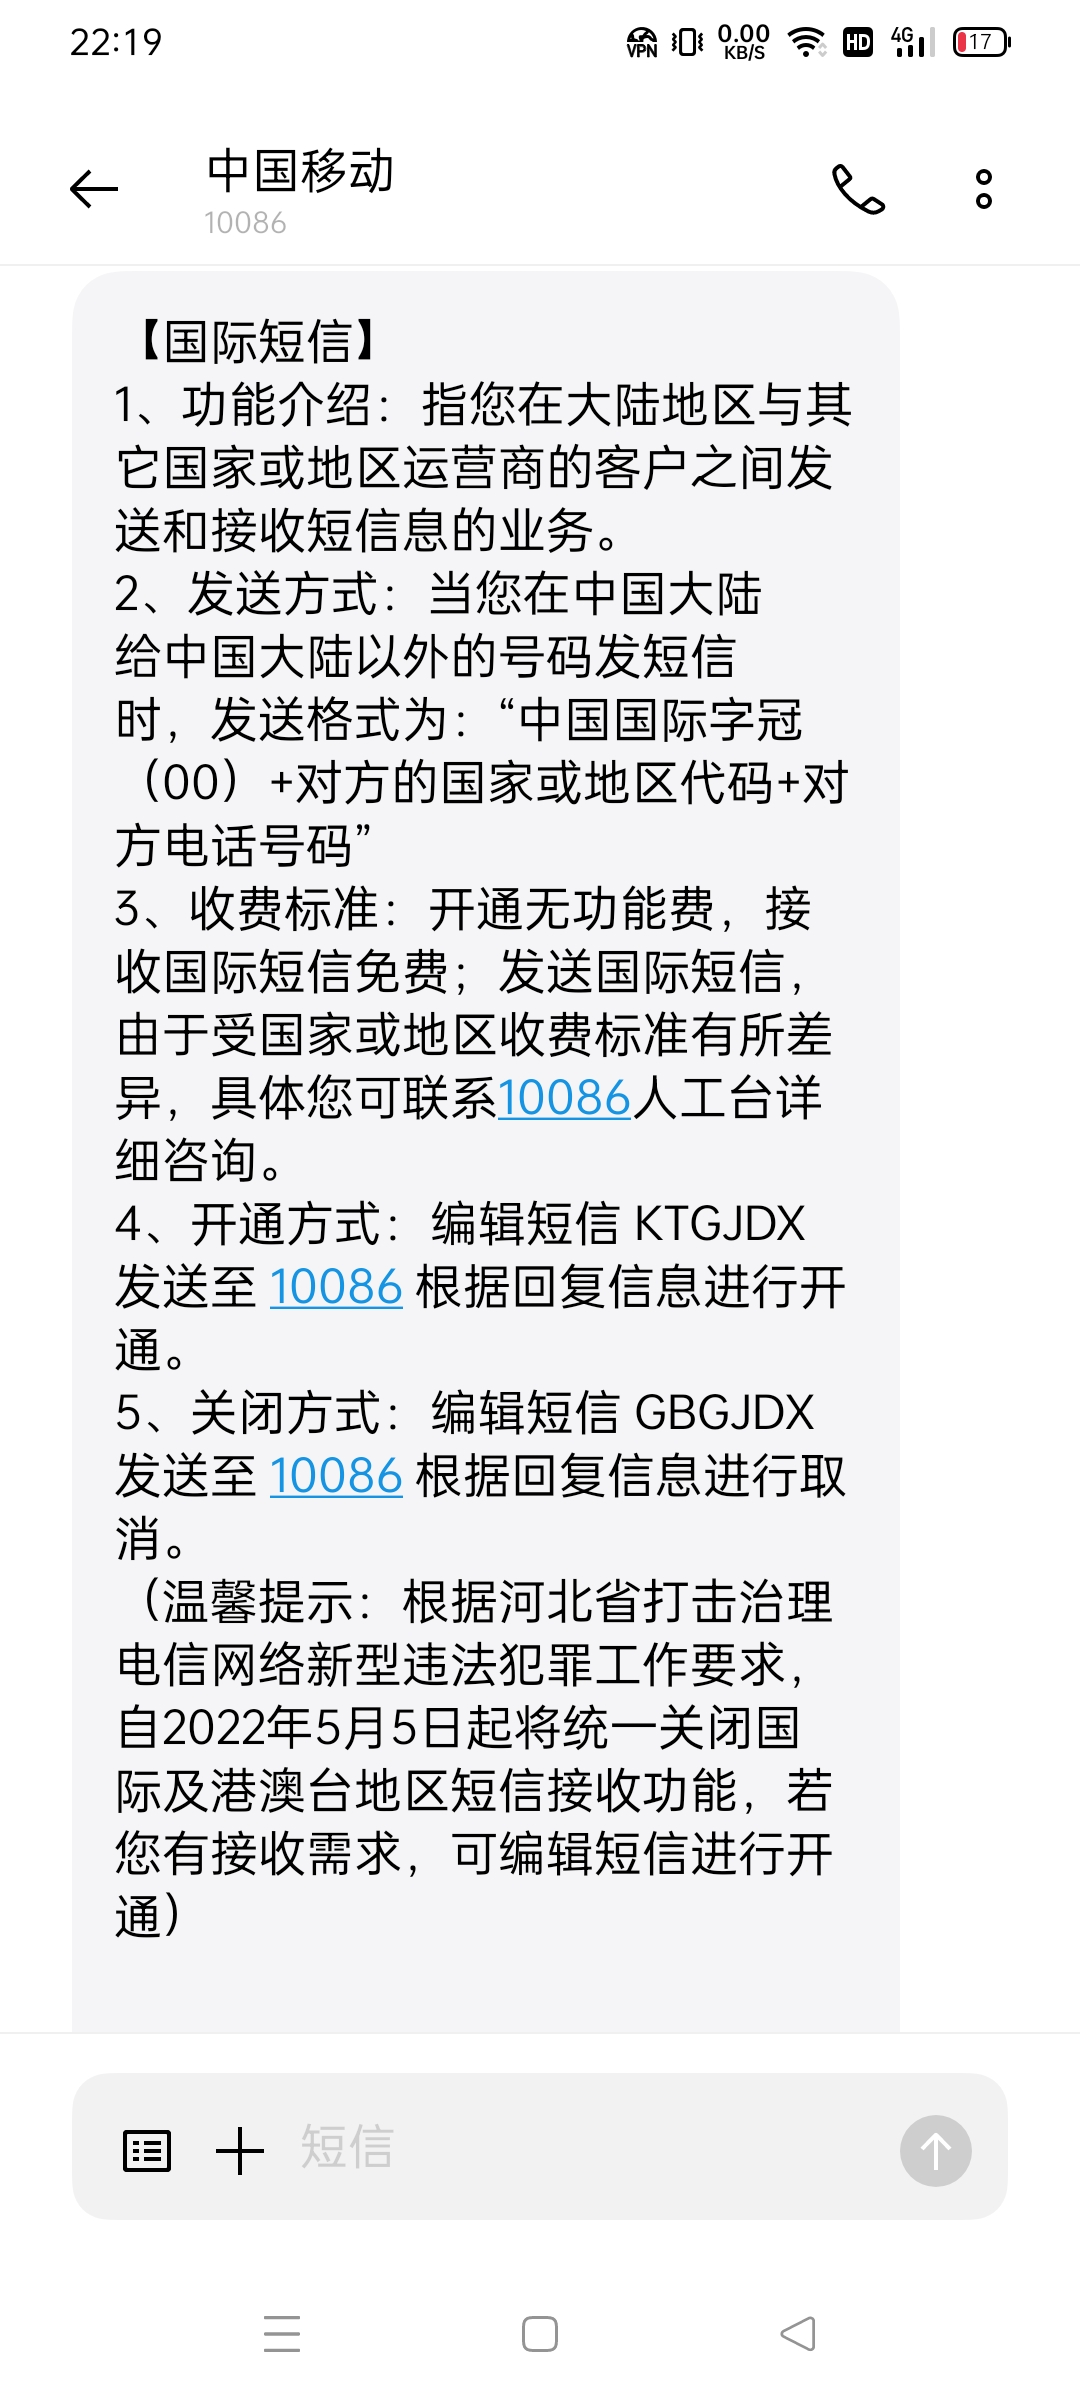 22:19
VPN
0.00
KB/S
HD
4G
17
中国移动
10086
【国际短信】
1、功能介绍：指您在大陆地区与其
它国家或地区运营商的客户之间发
送和接收短信息的业务。
2、发送方式：当您在中国大陆
给中国大陆以外的号码发短信
时，发送格式为：“中国国际字冠
（00）+对方的国家或地区代码+对
方电话号码”
3、收费标准：开通无功能费，接
收国际短信免费；发送国际短信，
由于受国家或地区收费标准有所差
异，具体您可联系10086人工台详
细咨询。
4、开通方式：编辑短信 KTGJDX
发送至 10086 根据回复信息进行开
通。
5、关闭方式：编辑短信 GBGJDX
发送至 10086 根据回复信息进行取
消。
（温馨提示：根据河北省打击治理
电信网络新型违法犯罪工作要求，
自2022年5月5日起将统一关闭国
际及港澳台地区短信接收功能，若
您有接收需求，可编辑短信进行开
通）
短信